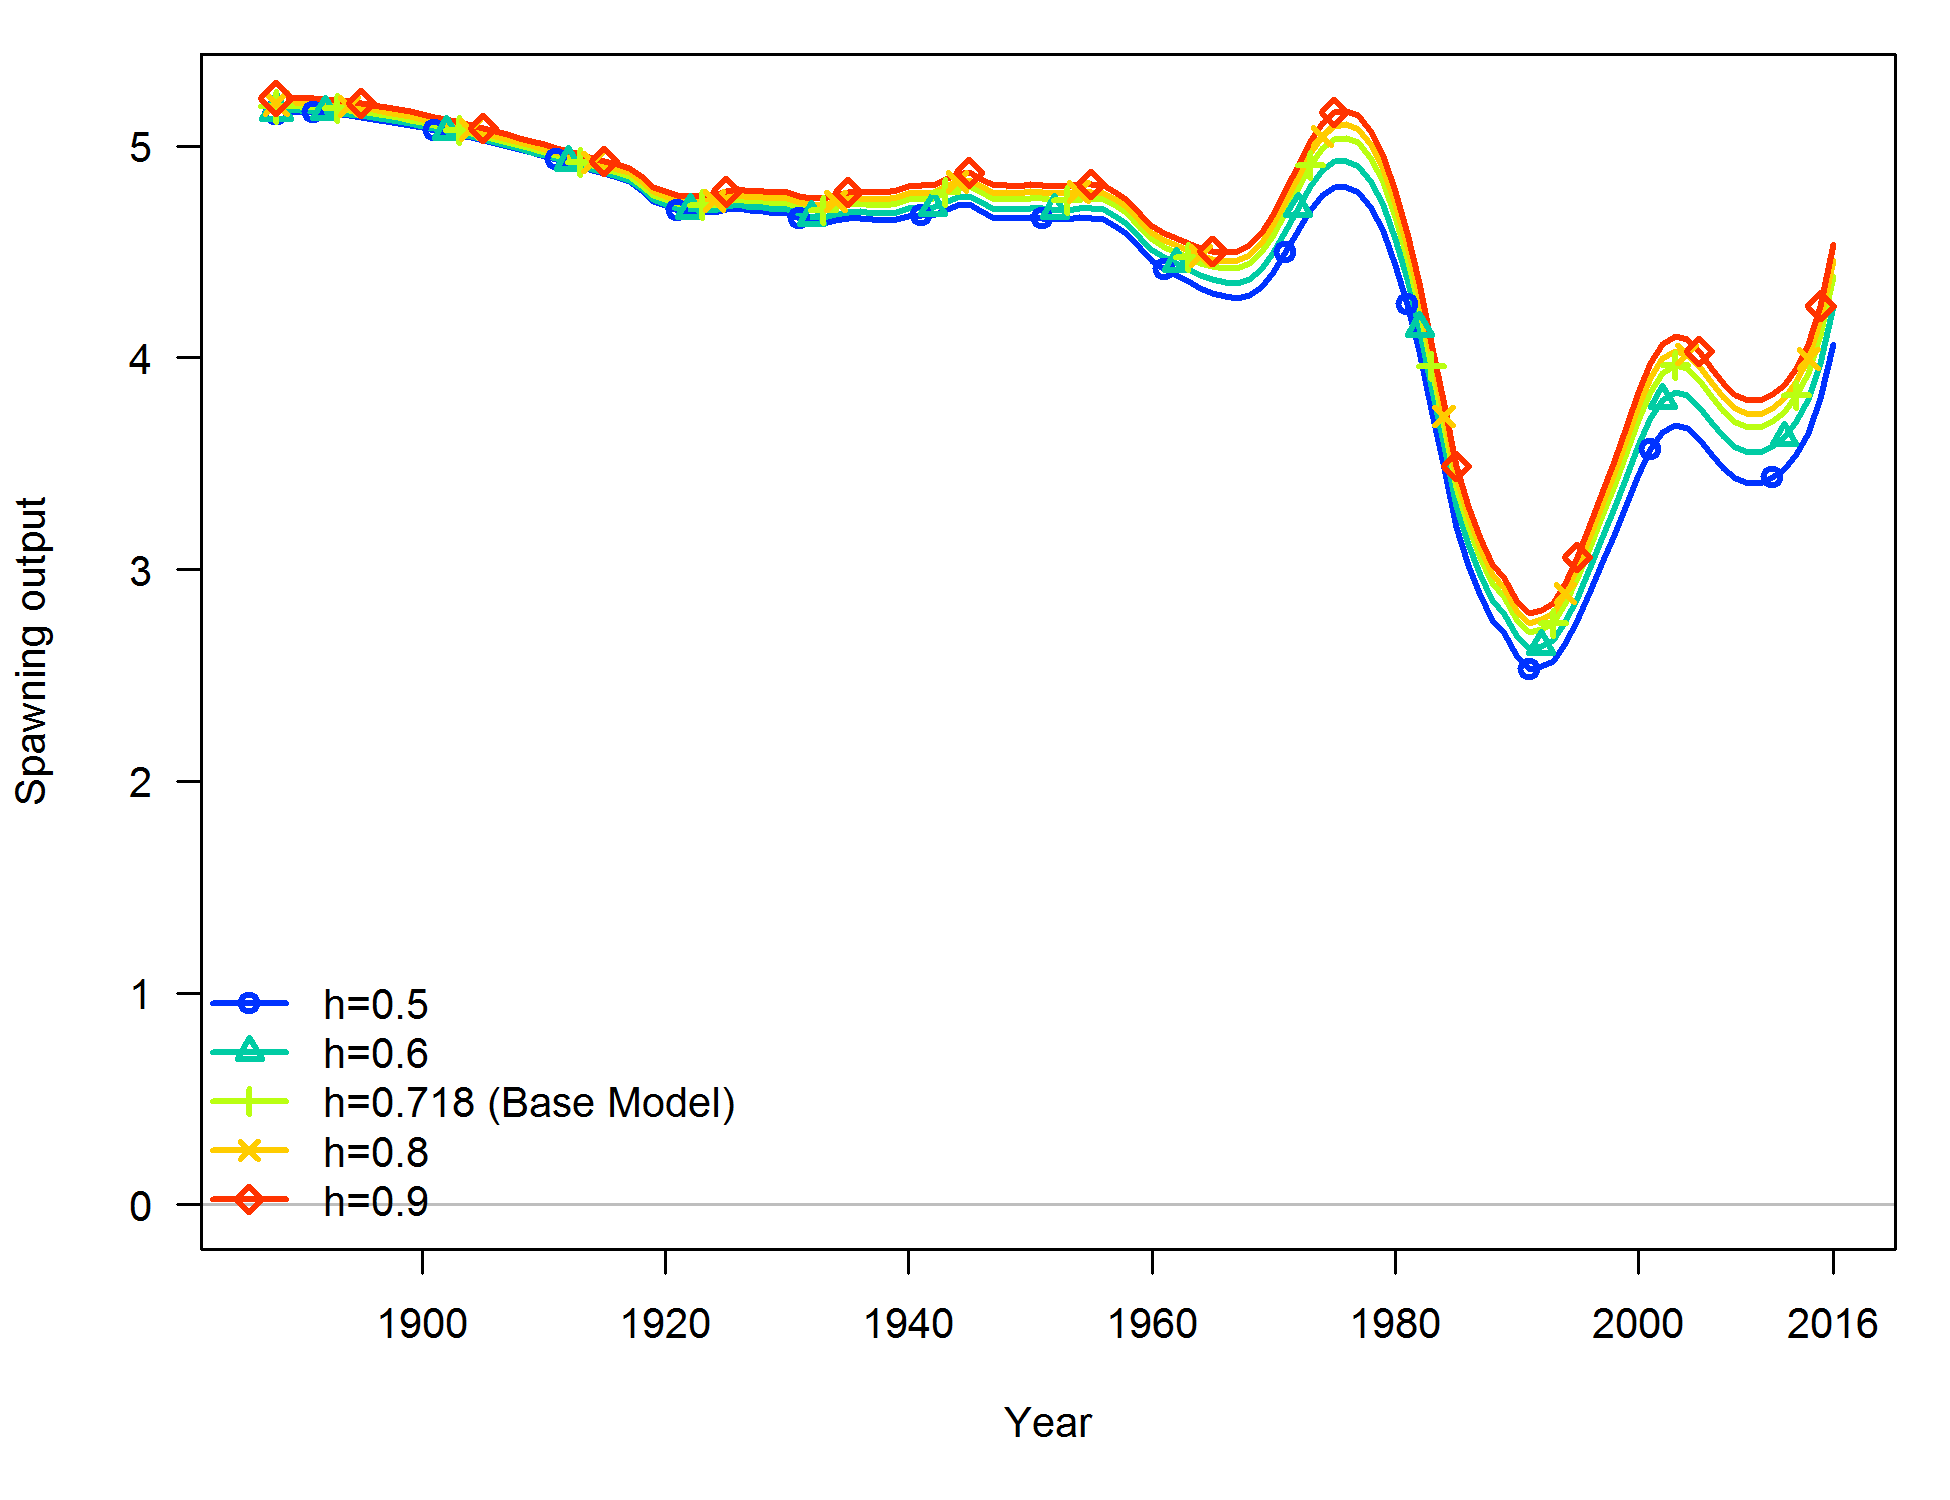 Spawning output
5
4
3
2
1
0
h=0.5
h=0.6
h=0.718 (Base Model)
h=0.8
h=0.9
1900 1920 1940 1960 1980 2000 2016
Year